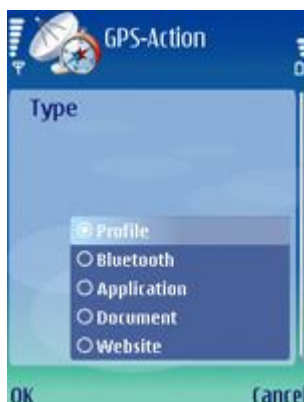 GPS-Action
Type
Profile
Bluetooth
Application
Document
Website
OK
Cancel